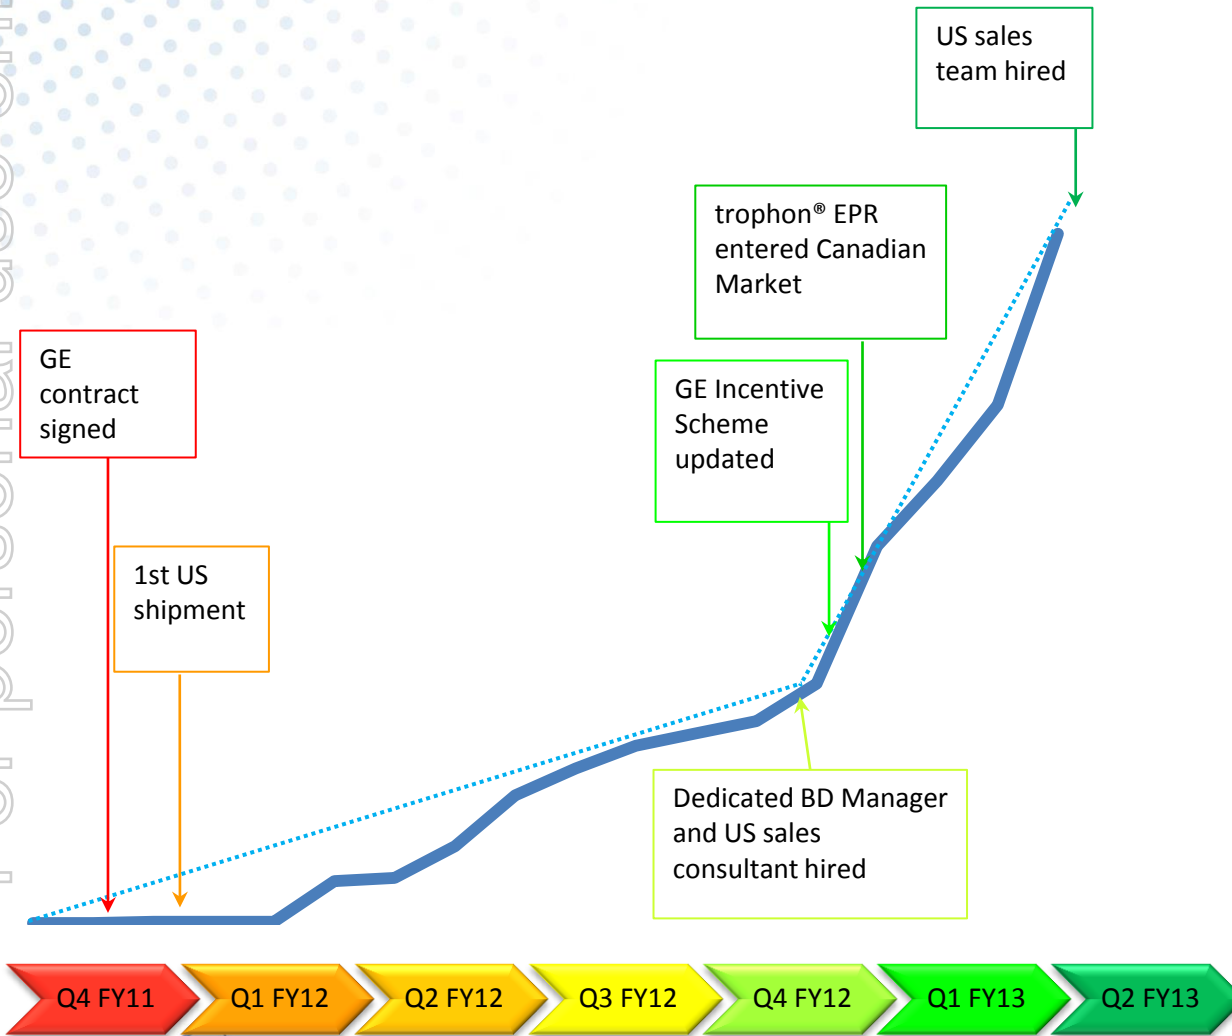 US sales
team hired
trophon® EPR
entered Canadian
Market
GE
contract
signed
GE Incentive
Scheme
updated
1st US
shipment
Dedicated BD Manager
and US sales
consultant hired
Q4 FY11
Q1 FY12
Q2 FY12
Q3 FY12
Q4 FY12
Q1 FY13
Q2 FY13